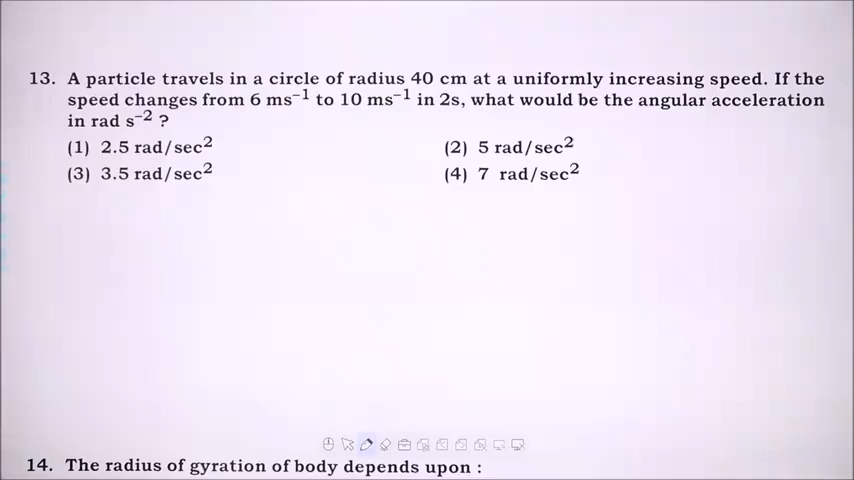 13. A particle travels in a circle of radius 40 cm at a uniformly increasing speed. If the
speed changes from 6 ms⁻¹ to 10 ms⁻¹ in 2s, what would be the angular acceleration
in rad s⁻² ?
(1) 2.5 rad/sec² (2) 5 rad/sec²
(3) 3.5 rad/sec² (4) 7 rad/sec²
14. The radius of gyration of body depends upon :